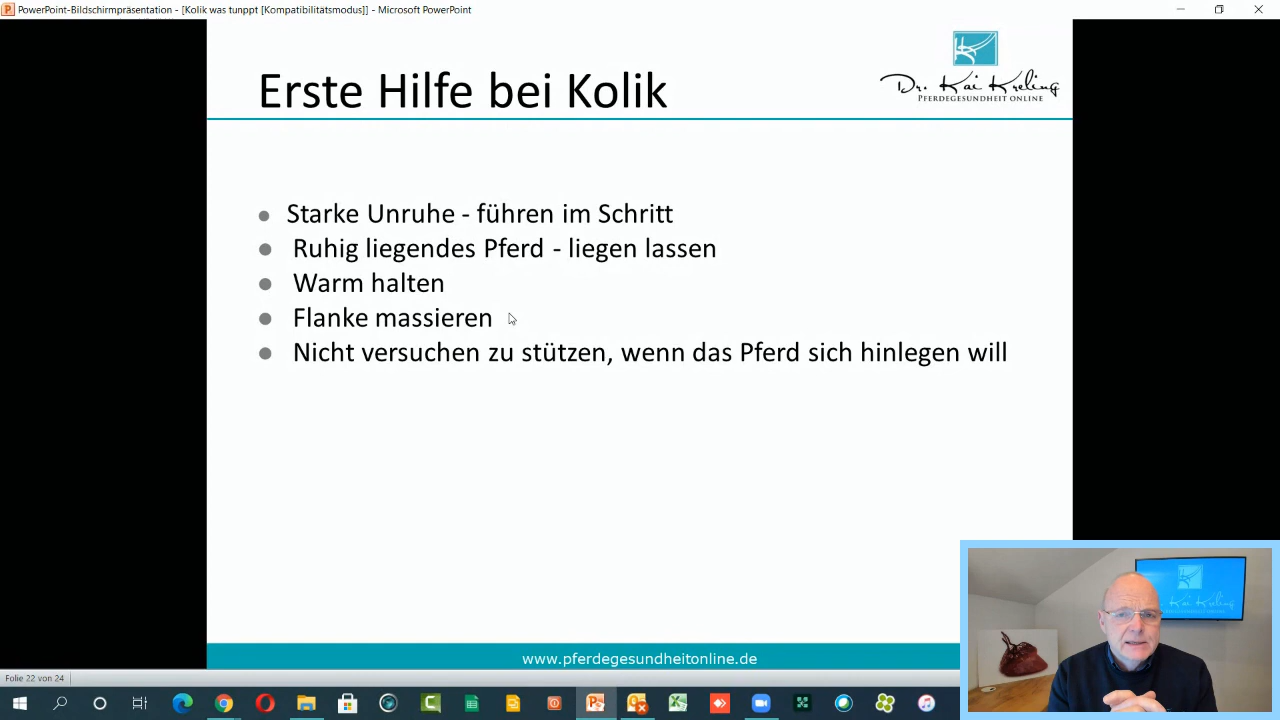 PowerPoint-Bildschirmpräsentation - [Kolik was tunppt [Kompatibilitätsmodus]] - Microsoft PowerPoint
Erste Hilfe bei Kolik
Dr. Kai Kreling
PFERDEGESUNDHEIT ONLINE
Starke Unruhe - führen im Schritt
Ruhig liegendes Pferd - liegen lassen
Warm halten
Flanke massieren
Nicht versuchen zu stützen, wenn das Pferd sich hinlegen will
www.pferdegesundheitonline.de
Folie 22 von 24